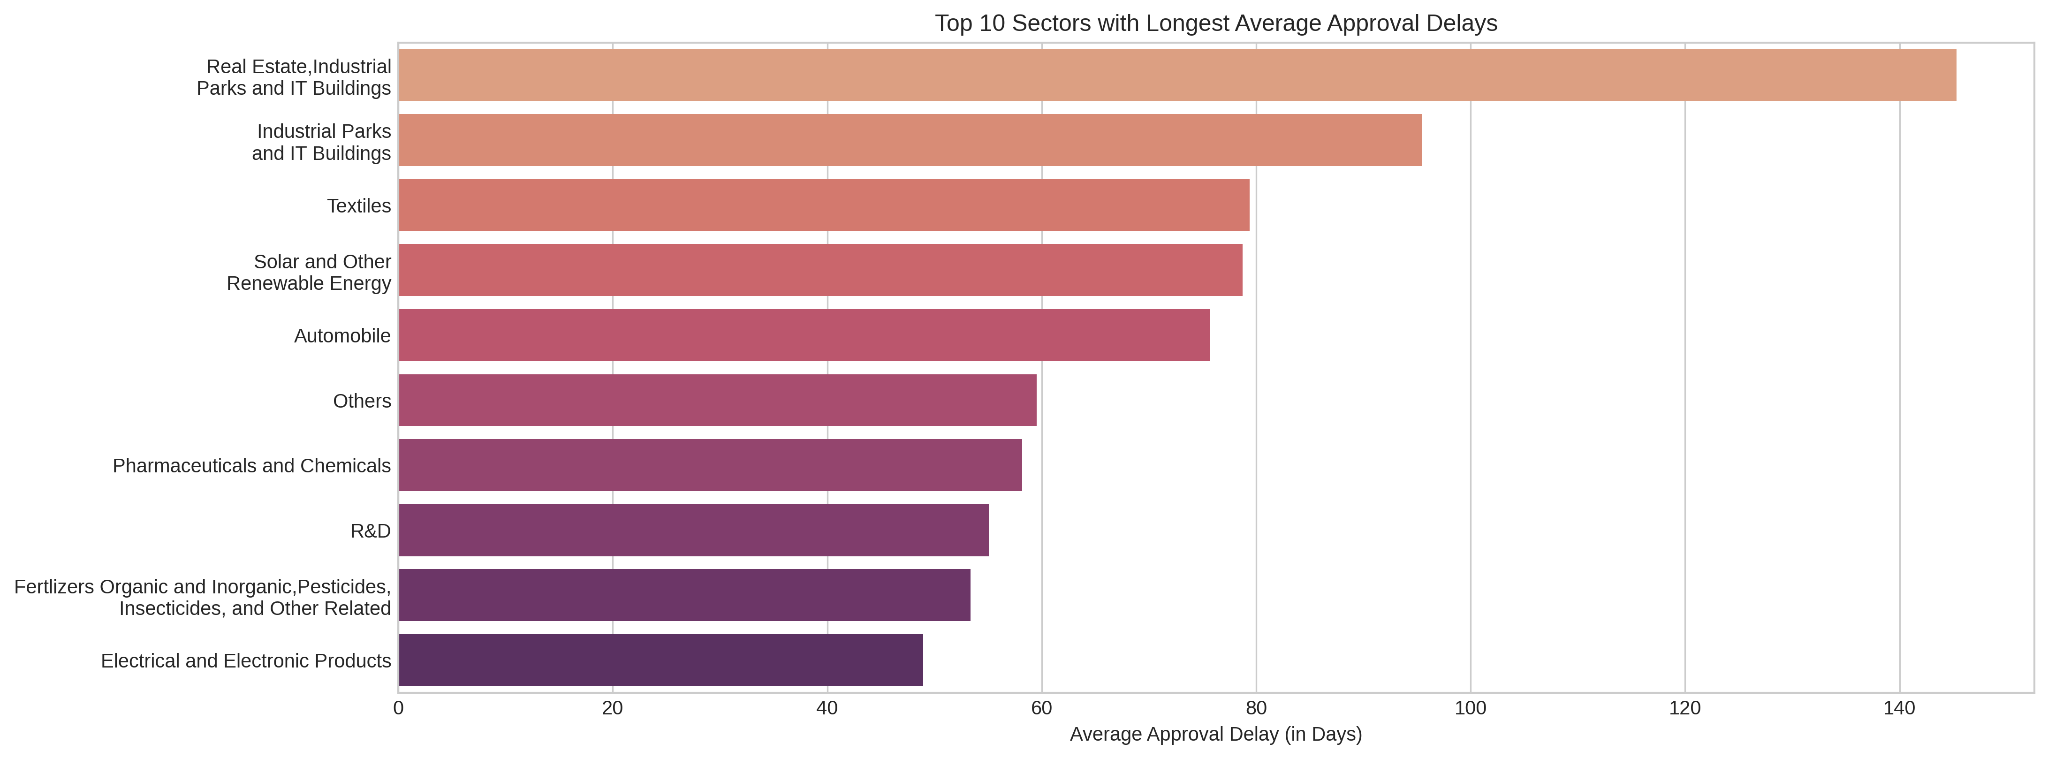 Top 10 Sectors with Longest Average Approval Delays
Real Estate,Industrial
Parks and IT Buildings
Industrial Parks
and IT Buildings
Textiles
Solar and Other
Renewable Energy
Automobile
Others
Pharmaceuticals and Chemicals
R&D
Fertlizers Organic and Inorganic,Pesticides,
Insecticides, and Other Related
Electrical and Electronic Products
0 20 40 60 80 100 120 140
Average Approval Delay (in Days)